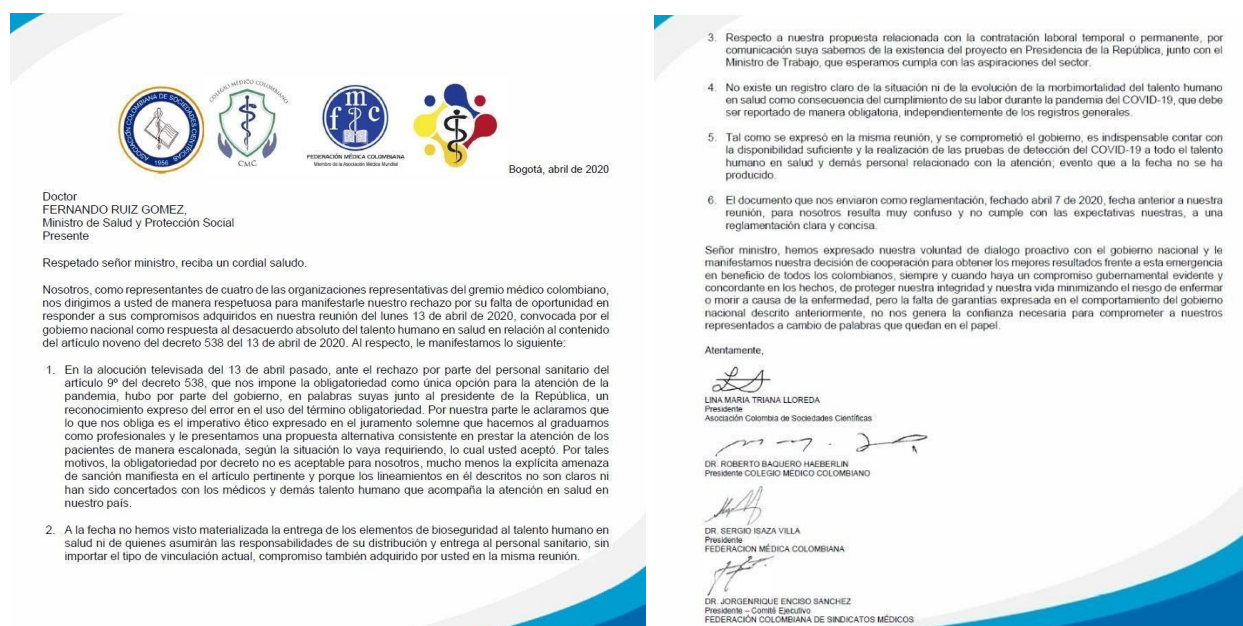 ASOCIACIÓN COLOMBIANA DE SOCIEDADES CIENTÍFICAS
1956
COLEGIO MÉDICO COLOMBIANO
CMC
f m c
FEDERACIÓN MÉDICA COLOMBIANA
Miembro de la Asociación Médica Mundial
Bogotá, abril de 2020
Doctor
FERNANDO RUIZ GOMEZ,
Ministro de Salud y Protección Social
Presente
Respetado señor ministro, reciba un cordial saludo.
Nosotros, como representantes de cuatro de las organizaciones representativas del gremio médico colombiano,
nos dirigimos a usted de manera respetuosa para manifestarle nuestro rechazo por su falta de oportunidad en
responder a sus compromisos adquiridos en nuestra reunión del lunes 13 de abril de 2020, convocada por el
gobierno nacional como respuesta al desacuerdo absoluto del talento humano en salud en relación al contenido
del artículo noveno del decreto 538 del 13 de abril de 2020. Al respecto, le manifestamos lo siguiente:
1. En la alocución televisada del 13 de abril pasado, ante el rechazo por parte del personal sanitario del
artículo 9º del decreto 538, que nos impone la obligatoriedad como única opción para la atención de la
pandemia, hubo por parte del gobierno, en palabras suyas junto al presidente de la República, un
reconocimiento expreso del error en el uso del término obligatoriedad. Por nuestra parte le aclaramos que
lo que nos obliga es el imperativo ético expresado en el juramento solemne que hacemos al graduarnos
como profesionales y le presentamos una propuesta alternativa consistente en prestar la atención de los
pacientes de manera escalonada, según la situación lo vaya requiriendo, lo cual usted aceptó. Por tales
motivos, la obligatoriedad por decreto no es aceptable para nosotros, mucho menos la explícita amenaza
de sanción manifiesta en el artículo pertinente y porque los lineamientos en él descritos no son claros ni
han sido concertados con los médicos y demás talento humano que acompaña la atención en salud en
nuestro país.
2. A la fecha no hemos visto materializada la entrega de los elementos de bioseguridad al talento humano en
salud ni de quienes asumirán las responsabilidades de su distribución y entrega al personal sanitario, sin
importar el tipo de vinculación actual, compromiso también adquirido por usted en la misma reunión.
3. Respecto a nuestra propuesta relacionada con la contratación laboral temporal o permanente, por
comunicación suya sabemos de la existencia del proyecto en Presidencia de la República, junto con el
Ministro de Trabajo, que esperamos cumpla con las aspiraciones del sector.
4. No existe un registro claro de la situación ni de la evolución de la morbimortalidad del talento humano
en salud como consecuencia del cumplimiento de su labor durante la pandemia del COVID-19, que debe
ser reportado de manera obligatoria, independientemente de los registros generales.
5. Tal como se expresó en la misma reunión, y se comprometió el gobierno, es indispensable contar con
la disponibilidad suficiente y la realización de las pruebas de detección del COVID-19 a todo el talento
humano en salud y demás personal relacionado con la atención; evento que a la fecha no se ha
producido.
6. El documento que nos enviaron como reglamentación, fechado abril 7 de 2020, fecha anterior a nuestra
reunión, para nosotros resulta muy confuso y no cumple con las expectativas nuestras, a una
reglamentación clara y concisa.
Señor ministro, hemos expresado nuestra voluntad de dialogo proactivo con el gobierno nacional y le
manifestamos nuestra decisión de cooperación para obtener los mejores resultados frente a esta emergencia
en beneficio de todos los colombianos, siempre y cuando haya un compromiso gubernamental evidente y
concordante en los hechos, de proteger nuestra integridad y nuestra vida minimizando el riesgo de enfermar
o morir a causa de la enfermedad, pero la falta de garantías expresada en el comportamiento del gobierno
nacional descrito anteriormente, no nos genera la confianza necesaria para comprometer a nuestros
representados a cambio de palabras que quedan en el papel.
Atentamente,
LINA MARIA TRIANA LLOREDA
Presidente
Asociación Colombia de Sociedades Científicas
DR. ROBERTO BAQUERO HAEBERLIN
Presidente COLEGIO MÉDICO COLOMBIANO
DR. SERGIO ISAZA VILLA
Presidente
FEDERACION MÉDICA COLOMBIANA
DR. JORGENRIQUE ENCISO SANCHEZ
Presidente – Comité Ejecutivo
FEDERACIÓN COLOMBIANA DE SINDICATOS MÉDICOS